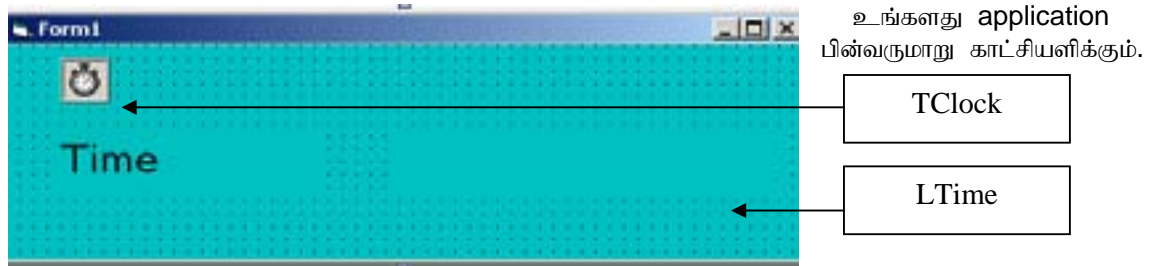 Form1
உங்களது application
பின்வருமாறு காட்சியளிக்கும்.
TClock
Time
LTime